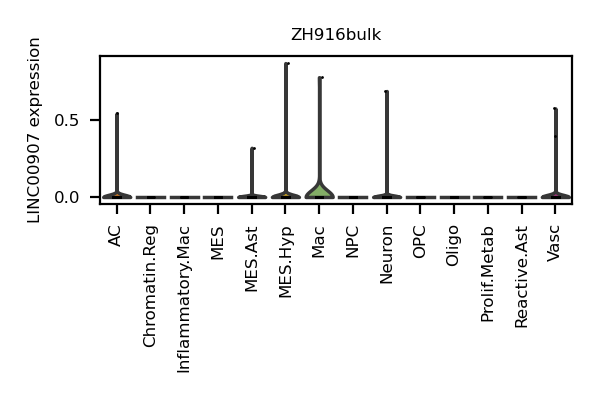 ZH916bulk
LINC00907 expression
0.5
0.0
AC
Chromatin.Reg
Inflammatory.Mac
MES
MES.Ast
MES.Hyp
Mac
NPC
Neuron
OPC
Oligo
Prolif.Metab
Reactive.Ast
Vasc